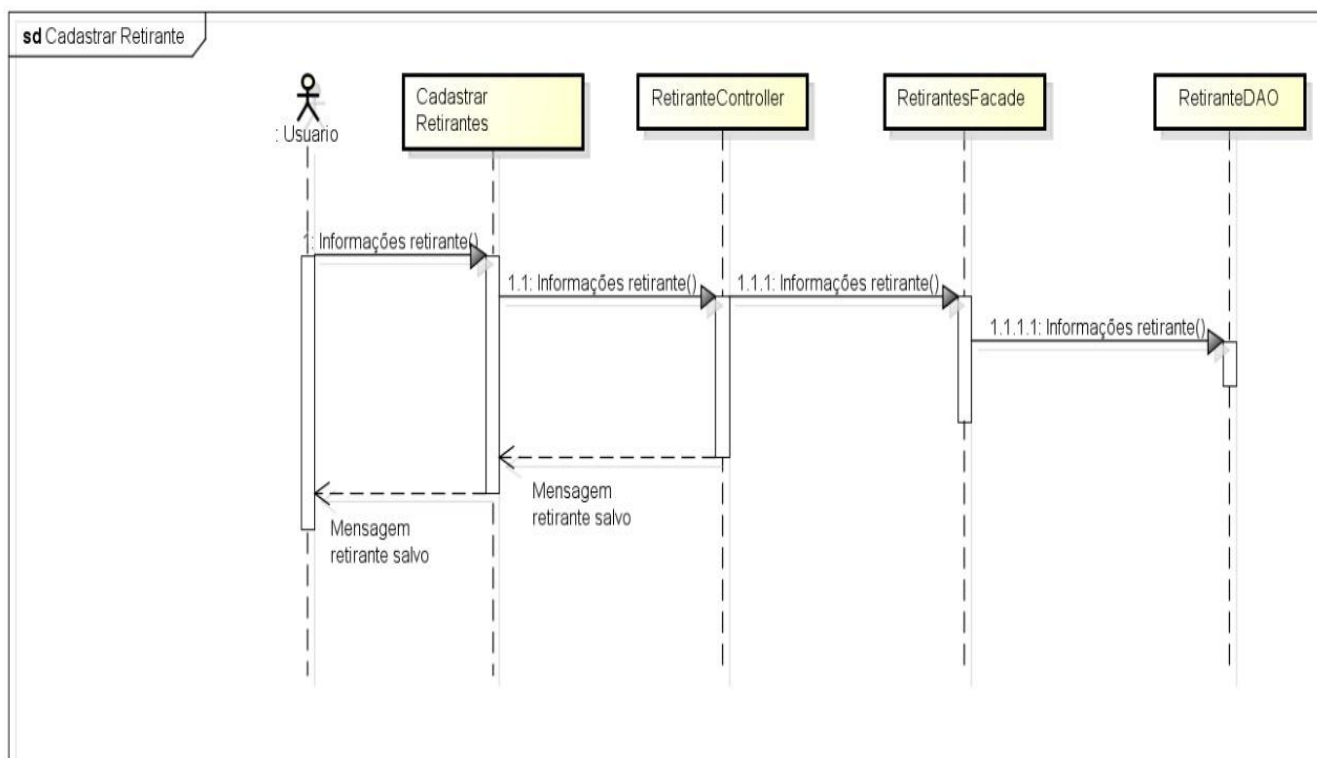 sd Cadastrar Retirante
: Usuario
Cadastrar
Retirantes
RetiranteController
RetirantesFacade
RetiranteDAO
1: Informações retirante()
1.1: Informações retirante()
1.1.1: Informações retirante()
1.1.1.1: Informações retirante()
Mensagem
retirante salvo
Mensagem
retirante salvo